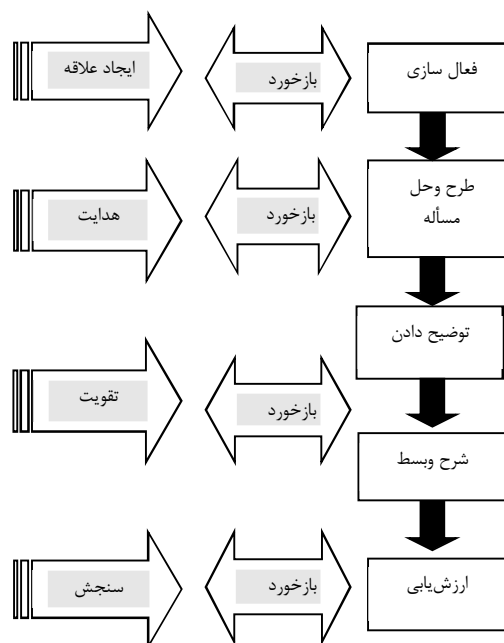 فعال سازی
بازخورد
ایجاد علاقه
طرح وحل
مسأله
بازخورد
هدایت
توضیح دادن
بازخورد
تقویت
شرح وبسط
ارزش‌یابی
بازخورد
سنجش